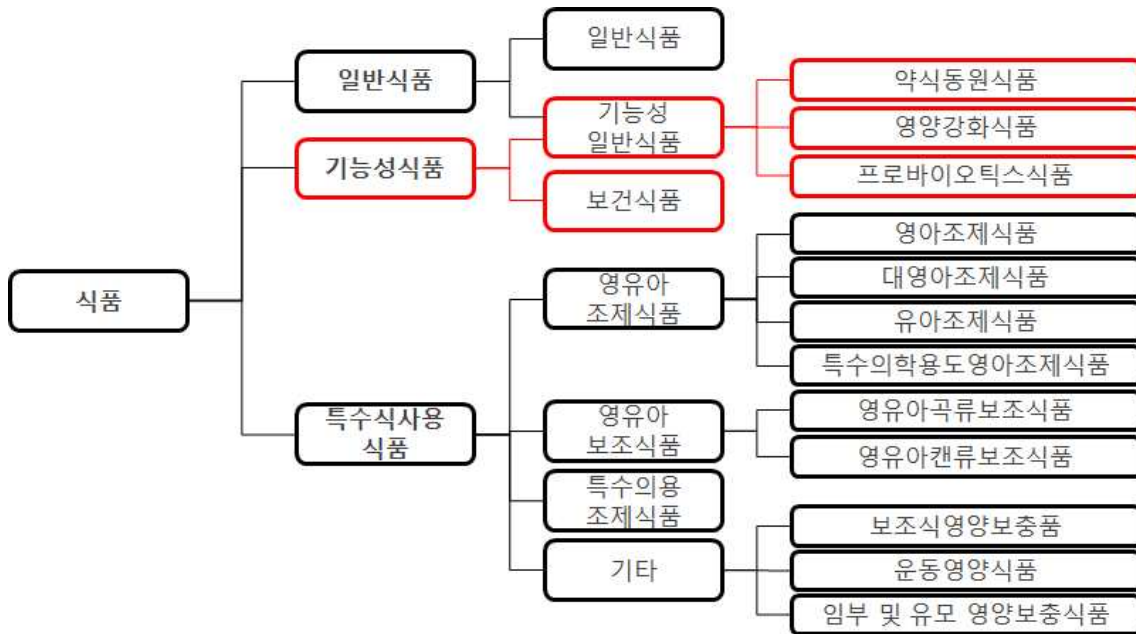 일반식품
일반식품
기능성
일반식품
약식동원식품
영양강화식품
프로바이오틱스식품
기능성식품
보건식품
식품
영유아
조제식품
영아조제식품
대영아조제식품
유아조제식품
특수의학용도영아조제식품
특수식사용
식품
영유아
보조식품
영유아곡류보조식품
영유아캔류보조식품
특수의용
조제식품
기타
보조식영양보충품
운동영양식품
임부 및 유모 영양보충식품